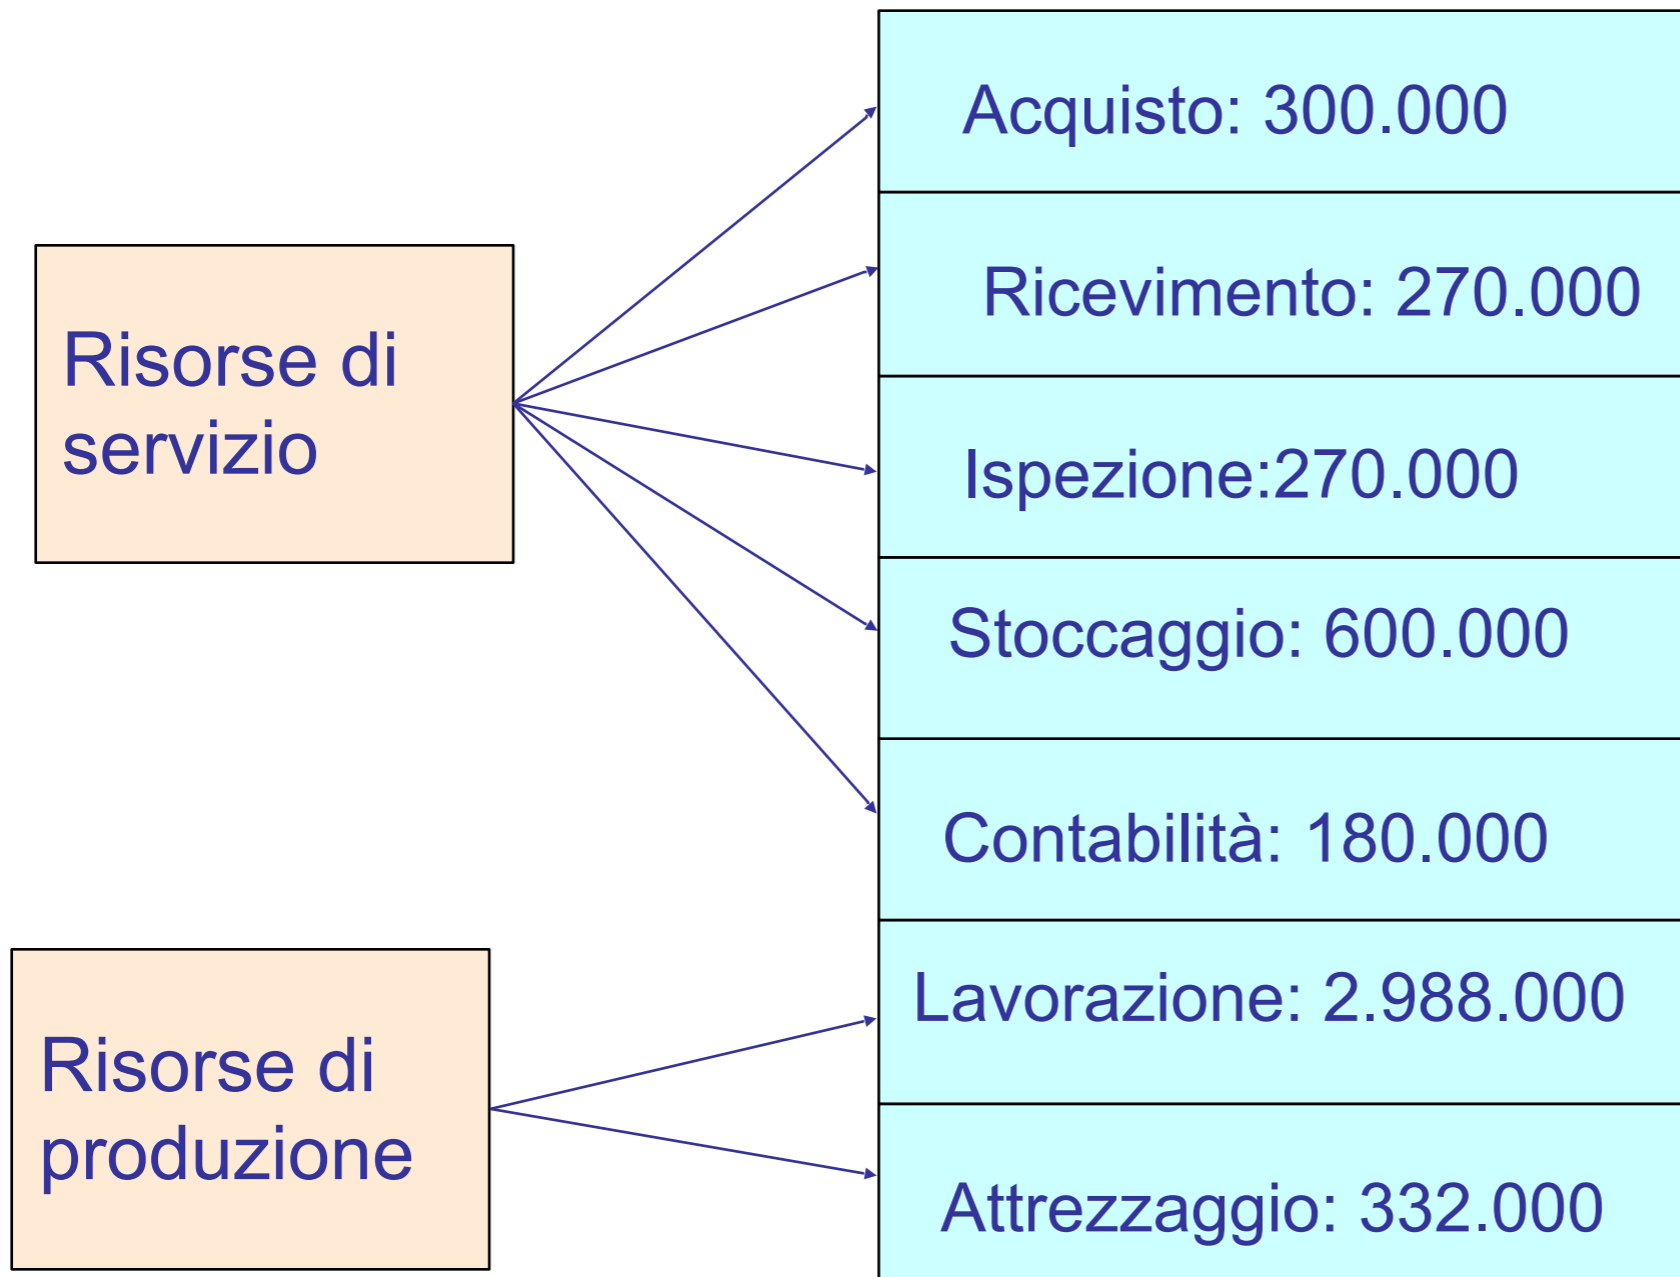 Acquisto: 300.000
Ricevimento: 270.000
Risorse di
servizio
Ispezione:270.000
Stoccaggio: 600.000
Contabilità: 180.000
Lavorazione: 2.988.000
Risorse di
produzione
Attrezzaggio: 332.000